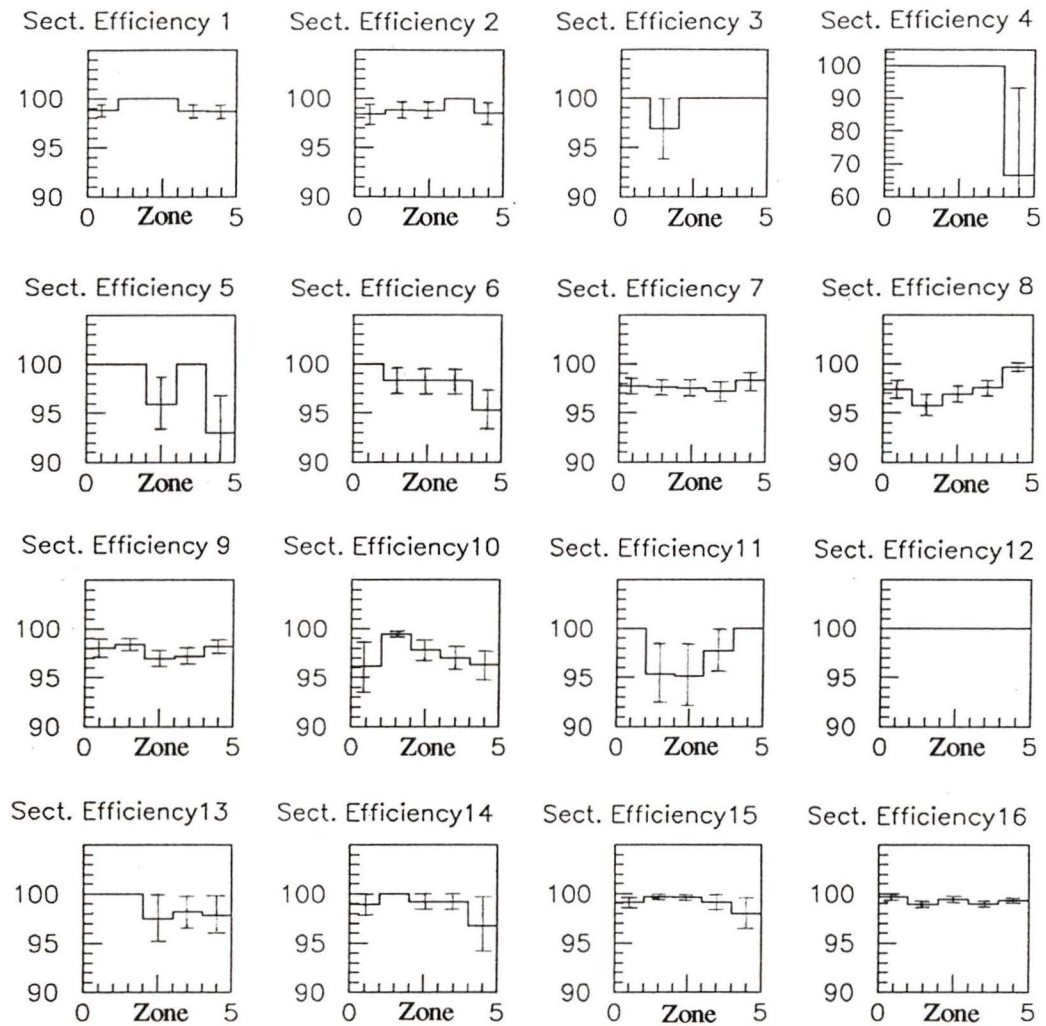 Sect. Efficiency 1
Sect. Efficiency 2
Sect. Efficiency 3
Sect. Efficiency 4
100
95
90
0 Zone 5
100
95
90
0 Zone 5
100
95
90
0 Zone 5
100
90
80
70
60
0 Zone 5
Sect. Efficiency 5
Sect. Efficiency 6
Sect. Efficiency 7
Sect. Efficiency 8
100
95
90
0 Zone 5
100
95
90
0 Zone 5
100
95
90
0 Zone 5
100
95
90
0 Zone 5
Sect. Efficiency 9
Sect. Efficiency10
Sect. Efficiency11
Sect. Efficiency12
100
95
90
0 Zone 5
100
95
90
0 Zone 5
100
95
90
0 Zone 5
100
95
90
0 Zone 5
Sect. Efficiency13
Sect. Efficiency14
Sect. Efficiency15
Sect. Efficiency16
100
95
90
0 Zone 5
100
95
90
0 Zone 5
100
95
90
0 Zone 5
100
95
90
0 Zone 5